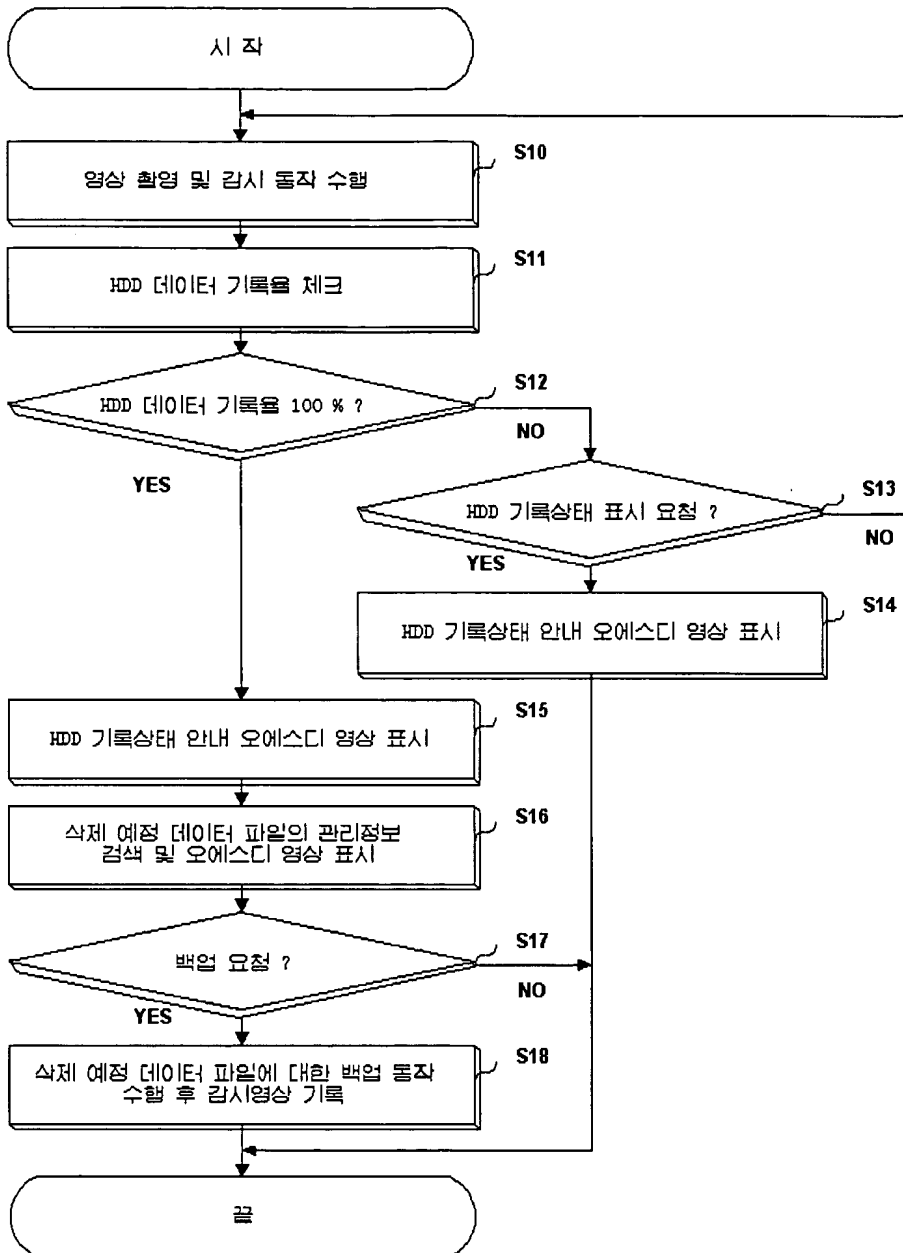 시 작
S10
영상 촬영 및 감시 동작 수행
S11
HDD 데이터 기록율 체크
S12
HDD 데이터 기록율 100 % ?
NO
YES
S13
HDD 기록상태 표시 요청 ?
NO
YES
S14
HDD 기록상태 안내 오에스디 영상 표시
S15
HDD 기록상태 안내 오에스디 영상 표시
S16
삭제 예정 데이터 파일의 관리정보
검색 및 오에스디 영상 표시
S17
백업 요청 ?
NO
YES
S18
삭제 예정 데이터 파일에 대한 백업 동작
수행 후 감시영상 기록
끝